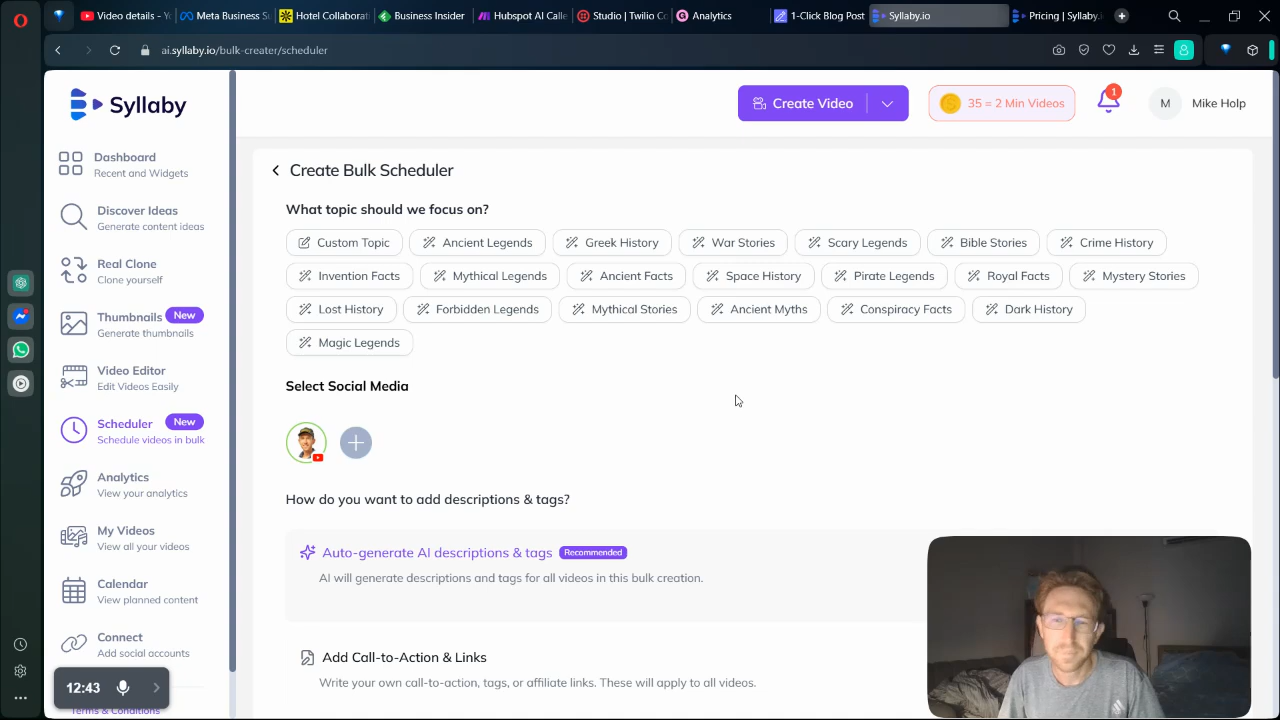 Video details - Yo
Meta Business Su
Hotel Collaborat
Business Insider
Hubspot AI Calle
Studio | Twilio Co
Analytics
1-Click Blog Post
Syllaby.io
Pricing | Syllaby.
ai.syllaby.io/bulk-creater/scheduler
Syllaby
Create Video
35 = 2 Min Videos
1
M
Mike Holp
Dashboard
Recent and Widgets
Discover Ideas
Generate content ideas
Real Clone
Clone yourself
Thumbnails
New
Generate thumbnails
Video Editor
Edit Videos Easily
Scheduler
New
Schedule videos in bulk
Analytics
View your analytics
My Videos
View all your videos
Calendar
View planned content
Connect
Add social accounts
Terms & Conditions
12:43
Create Bulk Scheduler
What topic should we focus on?
Custom Topic
Ancient Legends
Greek History
War Stories
Scary Legends
Bible Stories
Crime History
Invention Facts
Mythical Legends
Ancient Facts
Space History
Pirate Legends
Royal Facts
Mystery Stories
Lost History
Forbidden Legends
Mythical Stories
Ancient Myths
Conspiracy Facts
Dark History
Magic Legends
Select Social Media
How do you want to add descriptions & tags?
Auto-generate AI descriptions & tags
Recommended
AI will generate descriptions and tags for all videos in this bulk creation.
Add Call-to-Action & Links
Write your own call-to-action, tags, or affiliate links. These will apply to all videos.